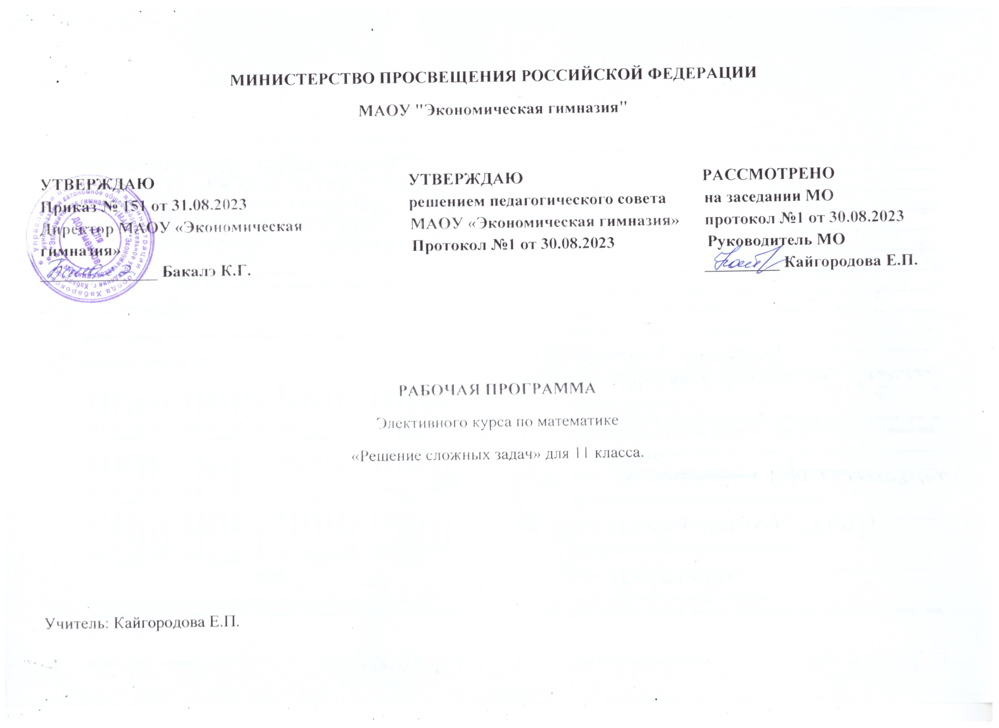 МИНИСТЕРСТВО ПРОСВЕЩЕНИЯ РОССИЙСКОЙ ФЕДЕРАЦИИ
МАОУ "Экономическая гимназия"
УТВЕРЖДАЮ
Приказ № 151 от 31.08.2023
Директор МАОУ «Экономическая
гимназия»
Бакалэ К.Г.
для
документов
УТВЕРЖДАЮ
решением педагогического совета
МАОУ «Экономическая гимназия»
Протокол №1 от 30.08.2023
РАССМОТРЕНО
на заседании МО
протокол №1 от 30.08.2023
Руководитель МО
Кайгородова Е.П.
РАБОЧАЯ ПРОГРАММА
Элективного курса по математике
«Решение сложных задач» для 11 класса.
Учитель: Кайгородова Е.П.